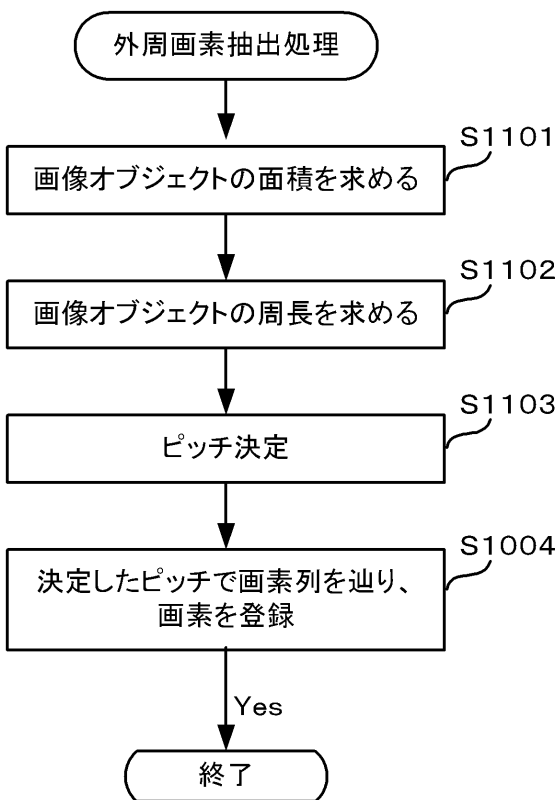 外周画素抽出処理
S1101
画像オブジェクトの面積を求める
S1102
画像オブジェクトの周長を求める
S1103
ピッチ決定
S1004
決定したピッチで画素列を辿り、
画素を登録
Yes
終了